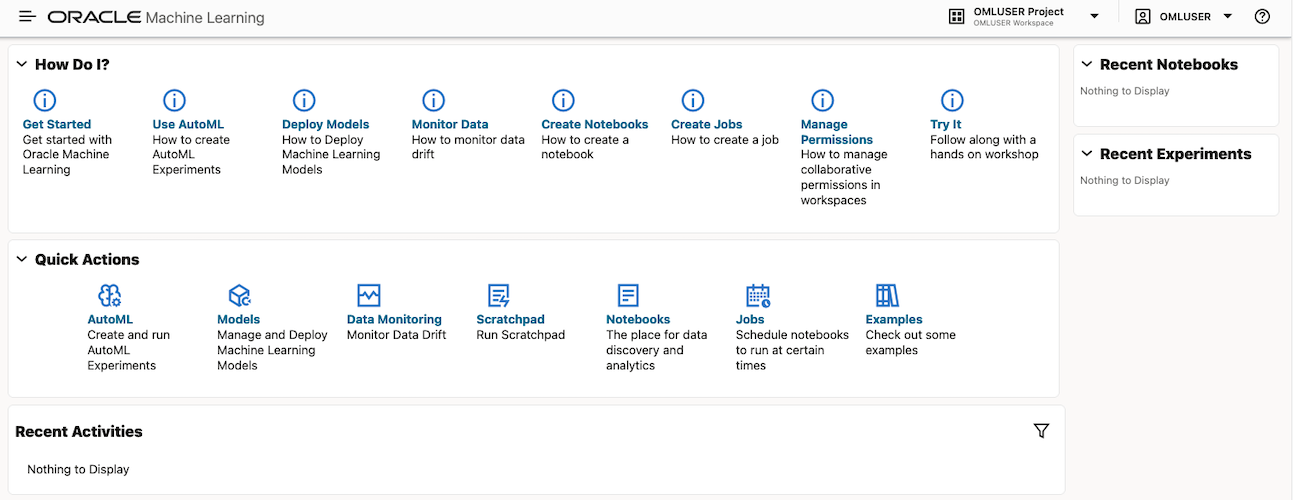 ORACLE Machine Learning
OMLUSER Project
OMLUSER Workspace
OMLUSER
How Do I?
Get Started
Get started with
Oracle Machine
Learning
Use AutoML
How to create
AutoML
Experiments
Deploy Models
How to Deploy
Machine Learning
Models
Monitor Data
How to monitor data
drift
Create Notebooks
How to create a
notebook
Create Jobs
How to create a job
Manage
Permissions
How to manage
collaborative
permissions in
workspaces
Try It
Follow along with a
hands on workshop
Recent Notebooks
Nothing to Display
Recent Experiments
Nothing to Display
Quick Actions
AutoML
Create and run
AutoML
Experiments
Models
Manage and Deploy
Machine Learning
Models
Data Monitoring
Monitor Data Drift
Scratchpad
Run Scratchpad
Notebooks
The place for data
discovery and
analytics
Jobs
Schedule notebooks
to run at certain
times
Examples
Check out some
examples
Recent Activities
Nothing to Display